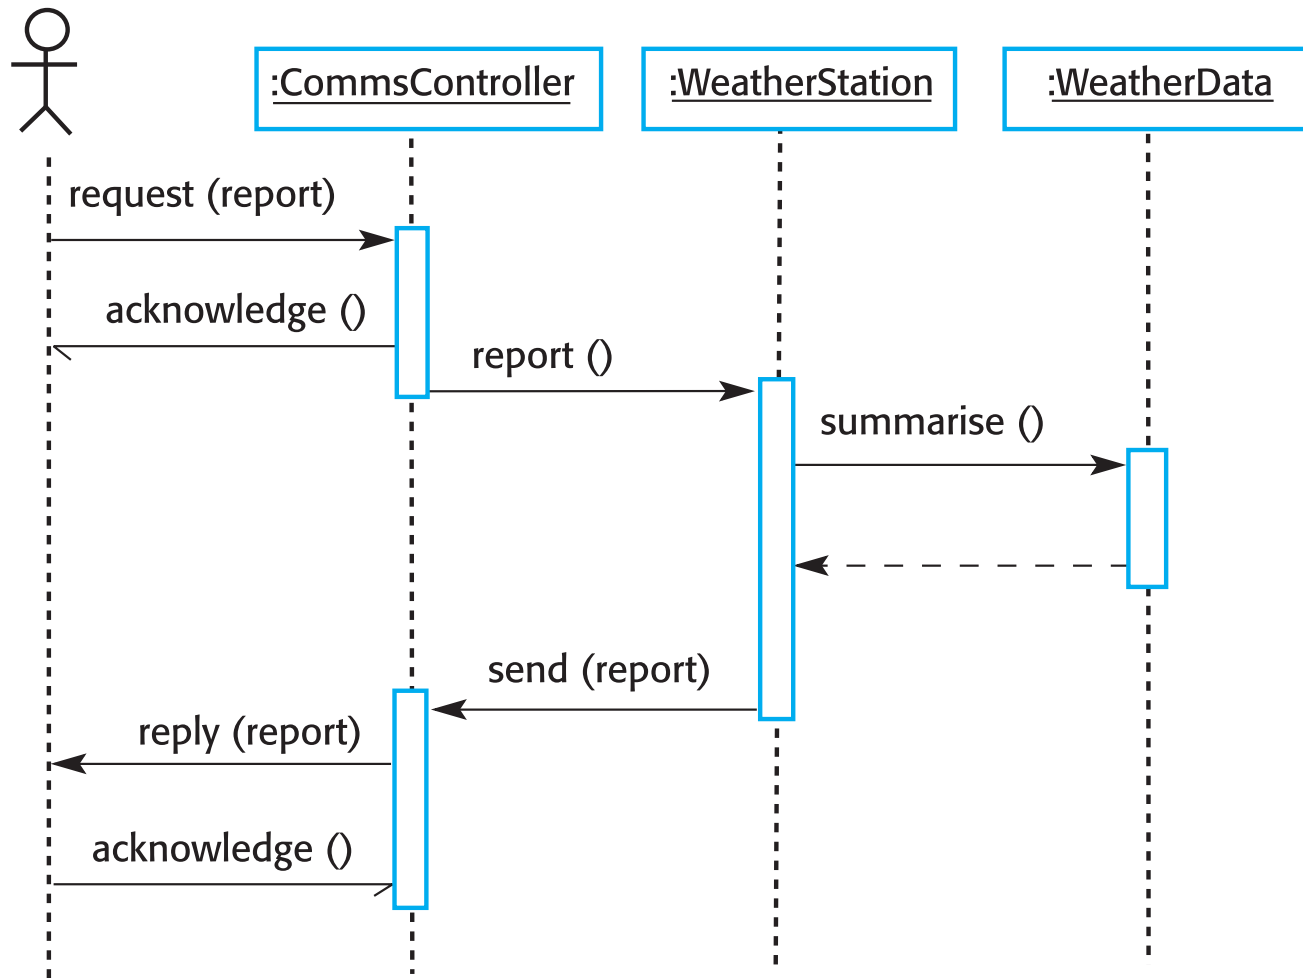 :CommsController
:WeatherStation
:WeatherData
request (report)
acknowledge ()
report ()
summarise ()
send (report)
reply (report)
acknowledge ()